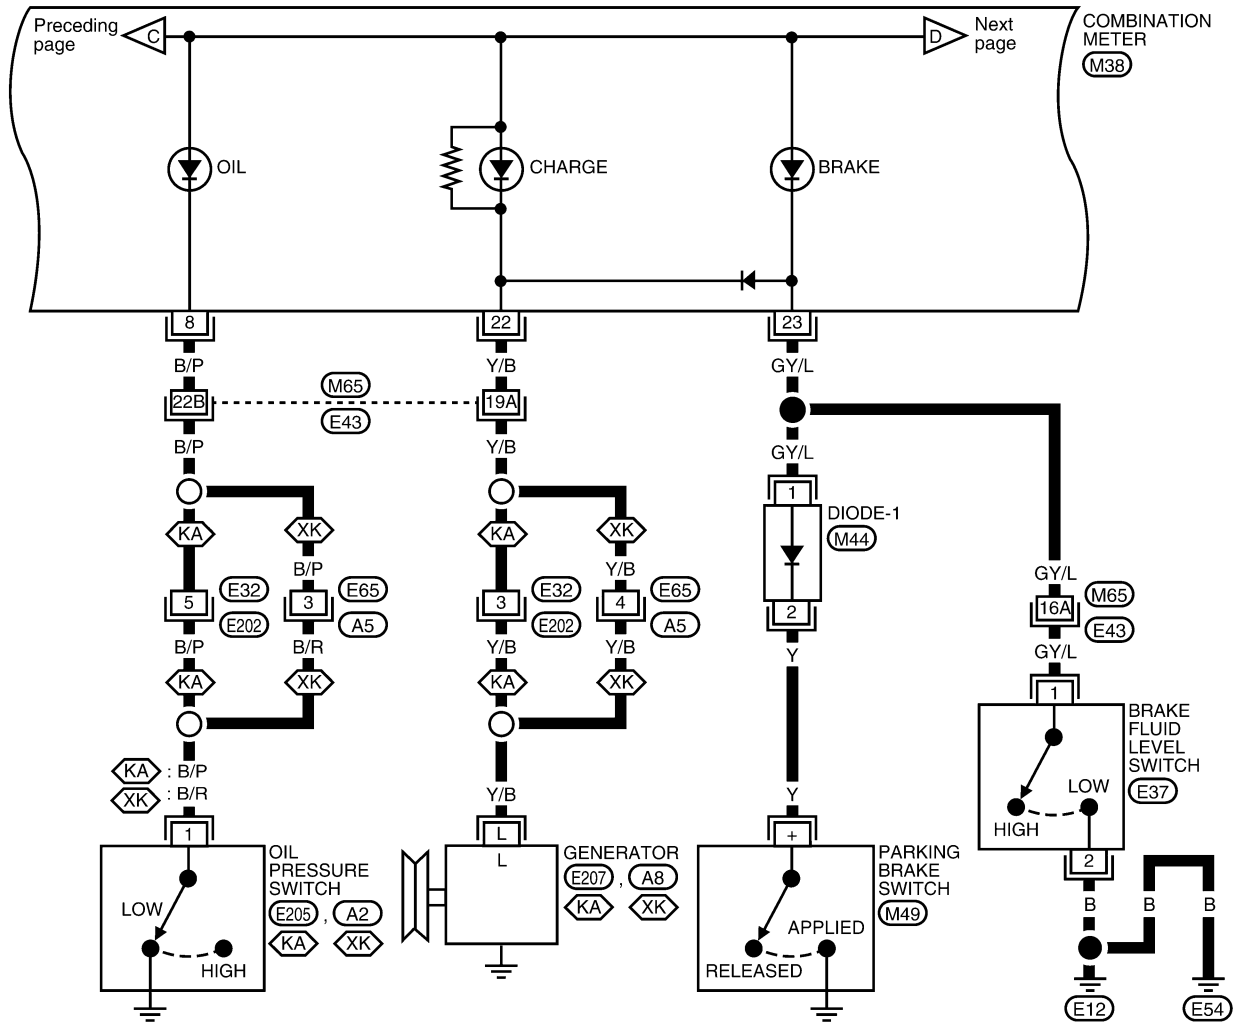 Preceding
page
C
D
Next
page
COMBINATION
METER
M38
OIL
CHARGE
BRAKE
8
22
23
B/P
Y/B
GY/L
22B
M65
E43
19A
B/P
Y/B
GY/L
1
DIODE-1
M44
2
KA
XK
KA
XK
B/P
Y/B
5
E32
E202
3
E65
A5
3
E32
E202
4
E65
A5
B/P
B/R
Y/B
Y/B
Y
KA
XK
KA
XK
GY/L
16A
M65
E43
GY/L
1
BRAKE
FLUID
LEVEL
SWITCH
E37
LOW
HIGH
2
KA : B/P
XK : B/R
Y/B
Y
1
OIL
PRESSURE
SWITCH
E205 , A2
KA XK
LOW
HIGH
L
L
GENERATOR
E207 , A8
KA XK
+
PARKING
BRAKE
SWITCH
M49
APPLIED
RELEASED
B
B
B
E12
E54